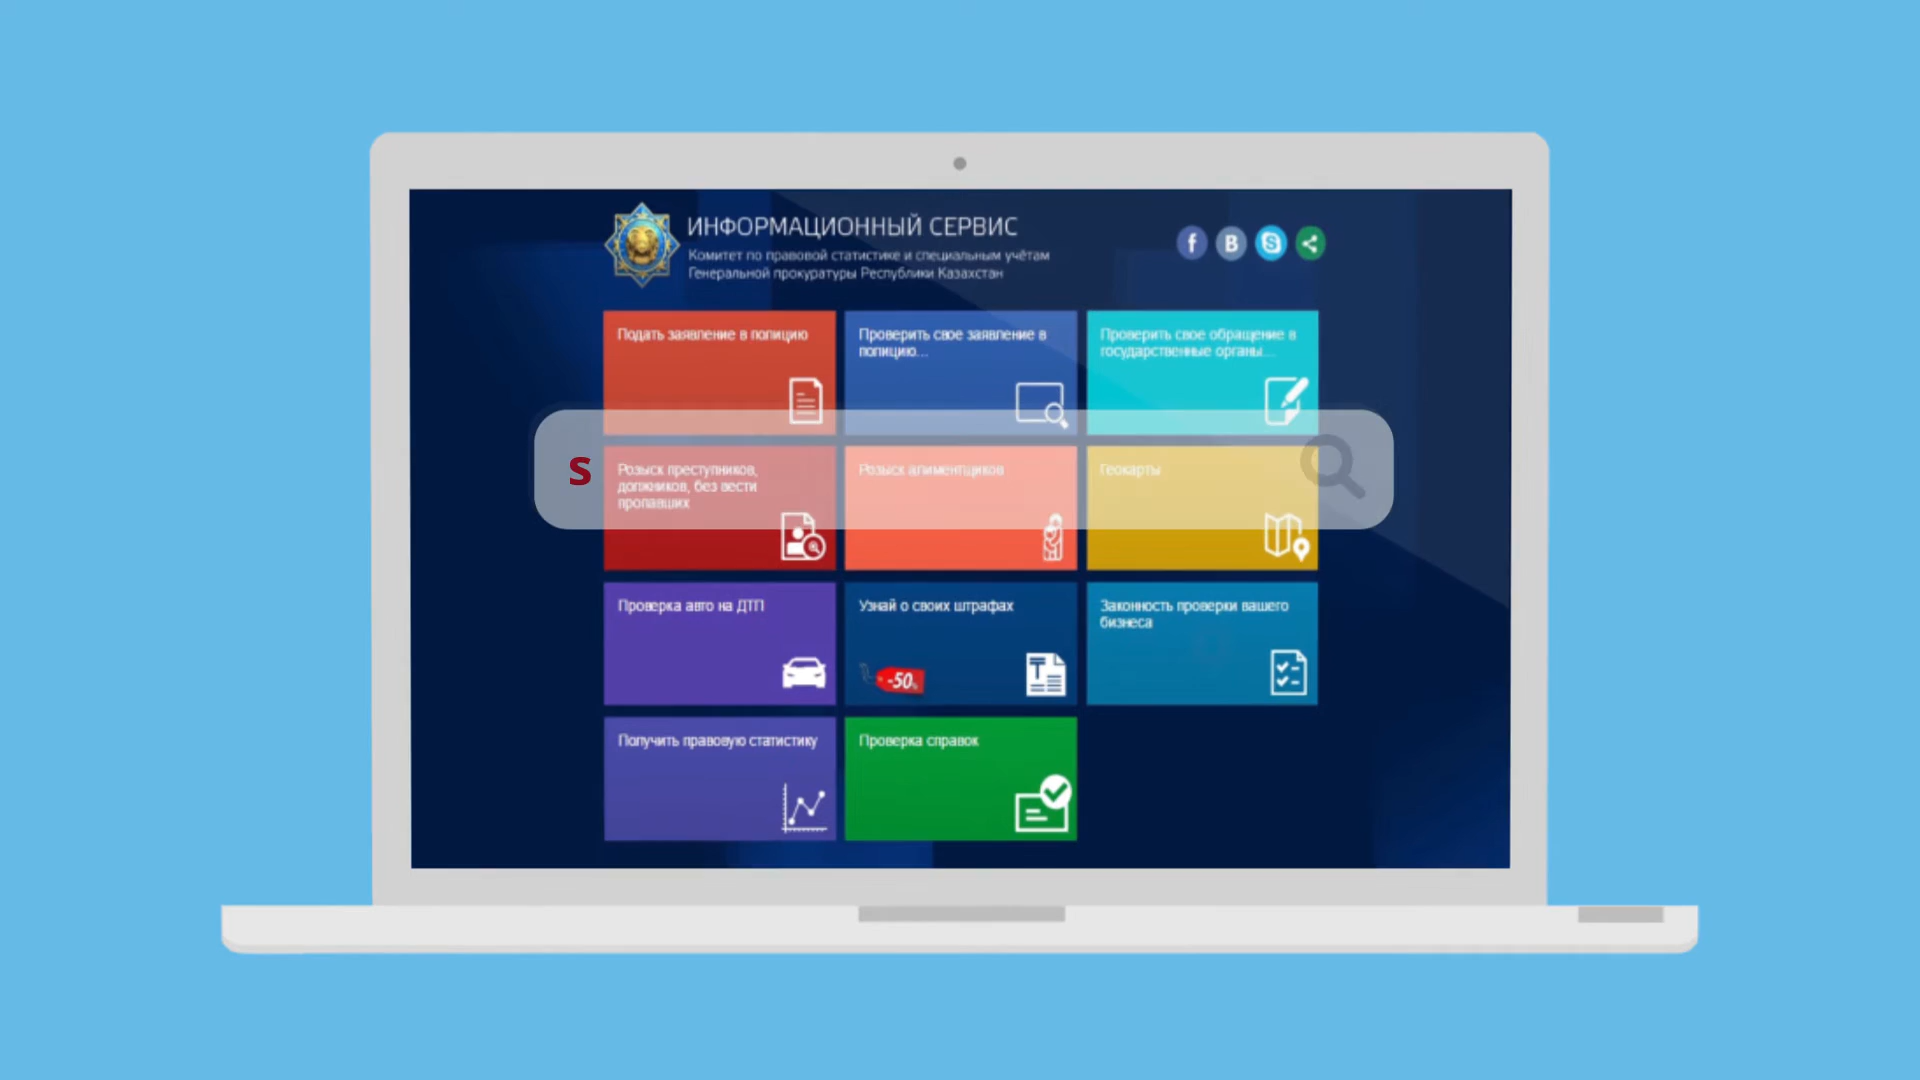 ИНФОРМАЦИОННЫЙ СЕРВИС
Комитет по правовой статистике и специальным учётам
Генеральной прокуратуры Республики Казахстан
f B S
Подать заявление в полицию
Проверить свое заявление в
полицию...
Проверить свое обращение в
государственные органы...
s
Розыск преступников,
должников, без вести
пропавших
Розыск алиментщиков
Геокарты
Проверка авто на ДТП
Узнай о своих штрафах
-50%
Законность проверки вашего
бизнеса
Получить правовую статистику
Проверка справок